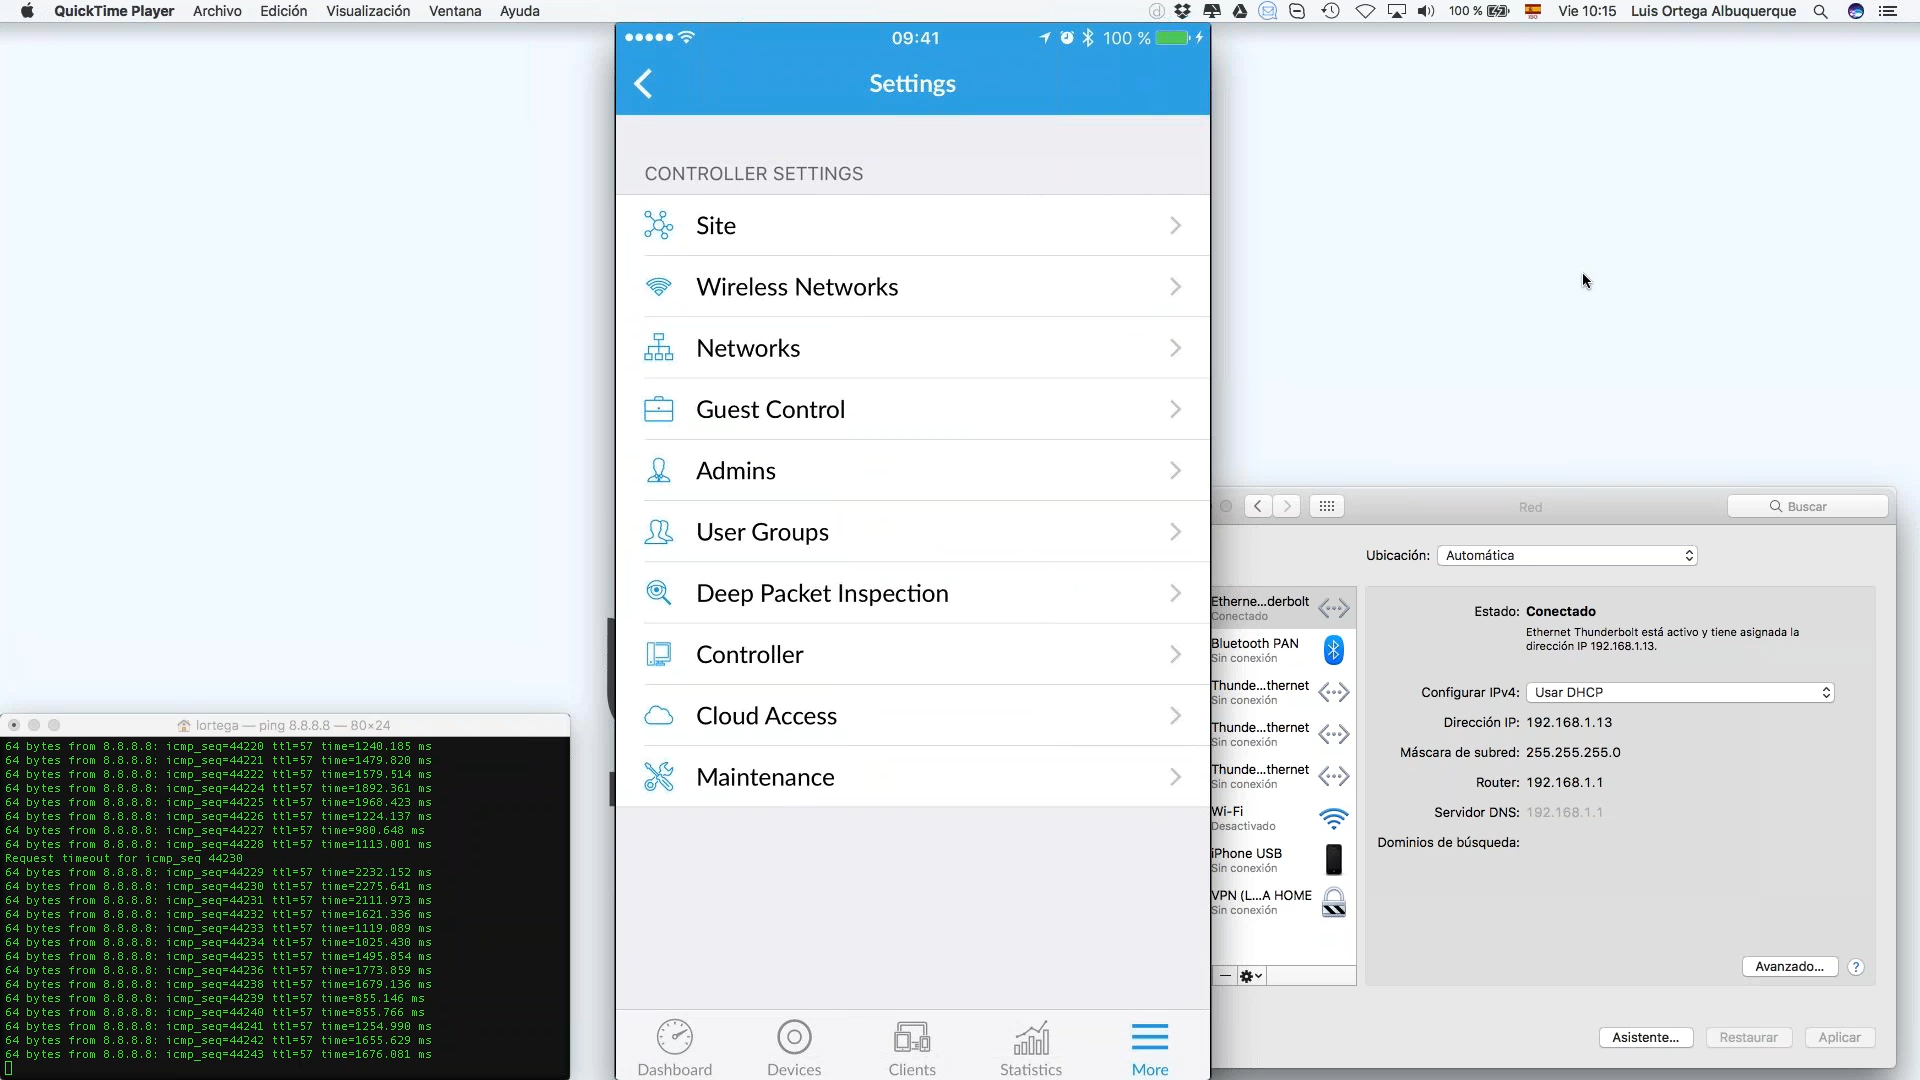 QuickTime Player Archivo Edición Visualización Ventana Ayuda
100 % Vie 10:15 Luis Ortega Albuquerque
09:41
100 %
Settings
CONTROLLER SETTINGS
Site
Wireless Networks
Networks
Guest Control
Admins
User Groups
Deep Packet Inspection
Controller
Cloud Access
Maintenance
Dashboard
Devices
Clients
Statistics
More
lortega — ping 8.8.8.8 — 80×24
64 bytes from 8.8.8.8: icmp_seq=44220 ttl=57 time=1240.185 ms
64 bytes from 8.8.8.8: icmp_seq=44221 ttl=57 time=1479.820 ms
64 bytes from 8.8.8.8: icmp_seq=44222 ttl=57 time=1579.514 ms
64 bytes from 8.8.8.8: icmp_seq=44224 ttl=57 time=1892.361 ms
64 bytes from 8.8.8.8: icmp_seq=44225 ttl=57 time=1968.423 ms
64 bytes from 8.8.8.8: icmp_seq=44226 ttl=57 time=1224.137 ms
64 bytes from 8.8.8.8: icmp_seq=44227 ttl=57 time=980.648 ms
64 bytes from 8.8.8.8: icmp_seq=44228 ttl=57 time=1113.001 ms
Request timeout for icmp_seq 44230
64 bytes from 8.8.8.8: icmp_seq=44229 ttl=57 time=2232.152 ms
64 bytes from 8.8.8.8: icmp_seq=44230 ttl=57 time=2275.641 ms
64 bytes from 8.8.8.8: icmp_seq=44231 ttl=57 time=2111.973 ms
64 bytes from 8.8.8.8: icmp_seq=44232 ttl=57 time=1621.336 ms
64 bytes from 8.8.8.8: icmp_seq=44233 ttl=57 time=1119.089 ms
64 bytes from 8.8.8.8: icmp_seq=44234 ttl=57 time=1025.430 ms
64 bytes from 8.8.8.8: icmp_seq=44235 ttl=57 time=1495.854 ms
64 bytes from 8.8.8.8: icmp_seq=44236 ttl=57 time=1773.859 ms
64 bytes from 8.8.8.8: icmp_seq=44238 ttl=57 time=1679.136 ms
64 bytes from 8.8.8.8: icmp_seq=44239 ttl=57 time=855.146 ms
64 bytes from 8.8.8.8: icmp_seq=44240 ttl=57 time=855.766 ms
64 bytes from 8.8.8.8: icmp_seq=44241 ttl=57 time=1254.990 ms
64 bytes from 8.8.8.8: icmp_seq=44242 ttl=57 time=1655.629 ms
64 bytes from 8.8.8.8: icmp_seq=44243 ttl=57 time=1676.081 ms
Red
Buscar
Ubicación: Automática
Etherne...derbolt
Conectado
Bluetooth PAN
Sin conexión
Thunde...thernet
Sin conexión
Thunde...thernet
Sin conexión
Thunde...thernet
Sin conexión
Wi-Fi
Desactivado
iPhone USB
Sin conexión
VPN (L...A HOME
Sin conexión
Estado: Conectado
Ethernet Thunderbolt está activo y tiene asignada la
dirección IP 192.168.1.13.
Configurar IPv4: Usar DHCP
Dirección IP: 192.168.1.13
Máscara de subred: 255.255.255.0
Router: 192.168.1.1
Servidor DNS: 192.168.1.1
Dominios de búsqueda:
Avanzado... ?
Asistente... Restaurar Aplicar